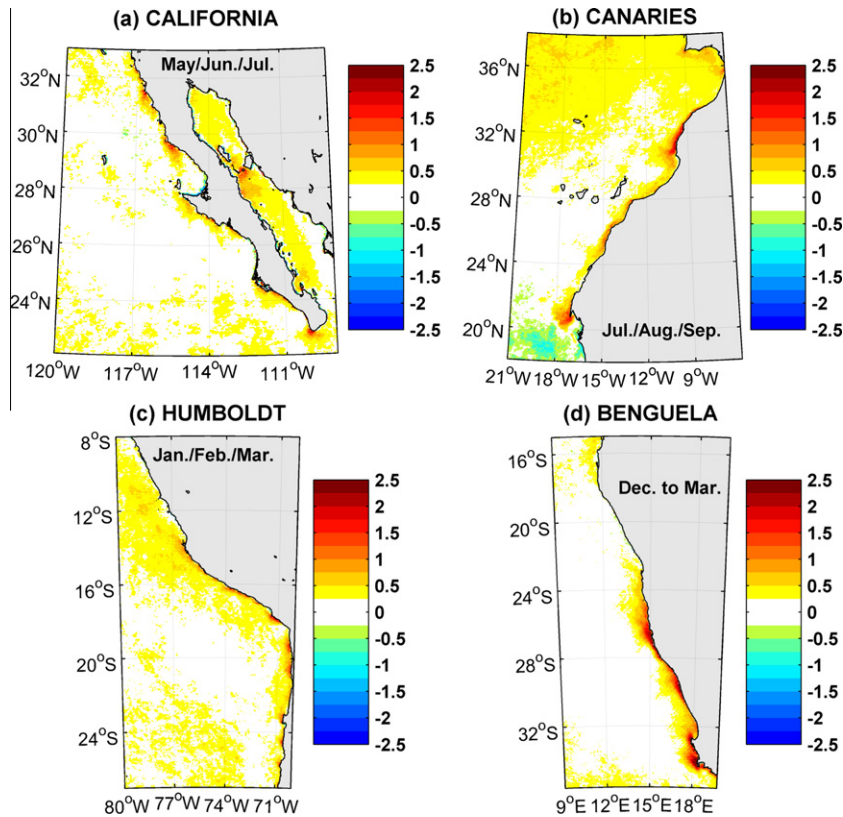 (a) CALIFORNIA
May/Jun./Jul.
32°N
30°N
28°N
26°N
24°N
120°W 117°W 114°W 111°W
2.5
2
1.5
1
0.5
0
-0.5
-1
-1.5
-2
-2.5
(b) CANARIES
36°N
32°N
28°N
24°N
20°N
Jul./Aug./Sep.
21°W 18°W 15°W 12°W 9°W
2.5
2
1.5
1
0.5
0
-0.5
-1
-1.5
-2
-2.5
(c) HUMBOLDT
8°S
Jan./Feb./Mar.
12°S
16°S
20°S
24°S
80°W 77°W 74°W 71°W
2.5
2
1.5
1
0.5
0
-0.5
-1
-1.5
-2
-2.5
(d) BENGUELA
16°S
Dec. to Mar.
20°S
24°S
28°S
32°S
9°E 12°E 15°E 18°E
2.5
2
1.5
1
0.5
0
-0.5
-1
-1.5
-2
-2.5